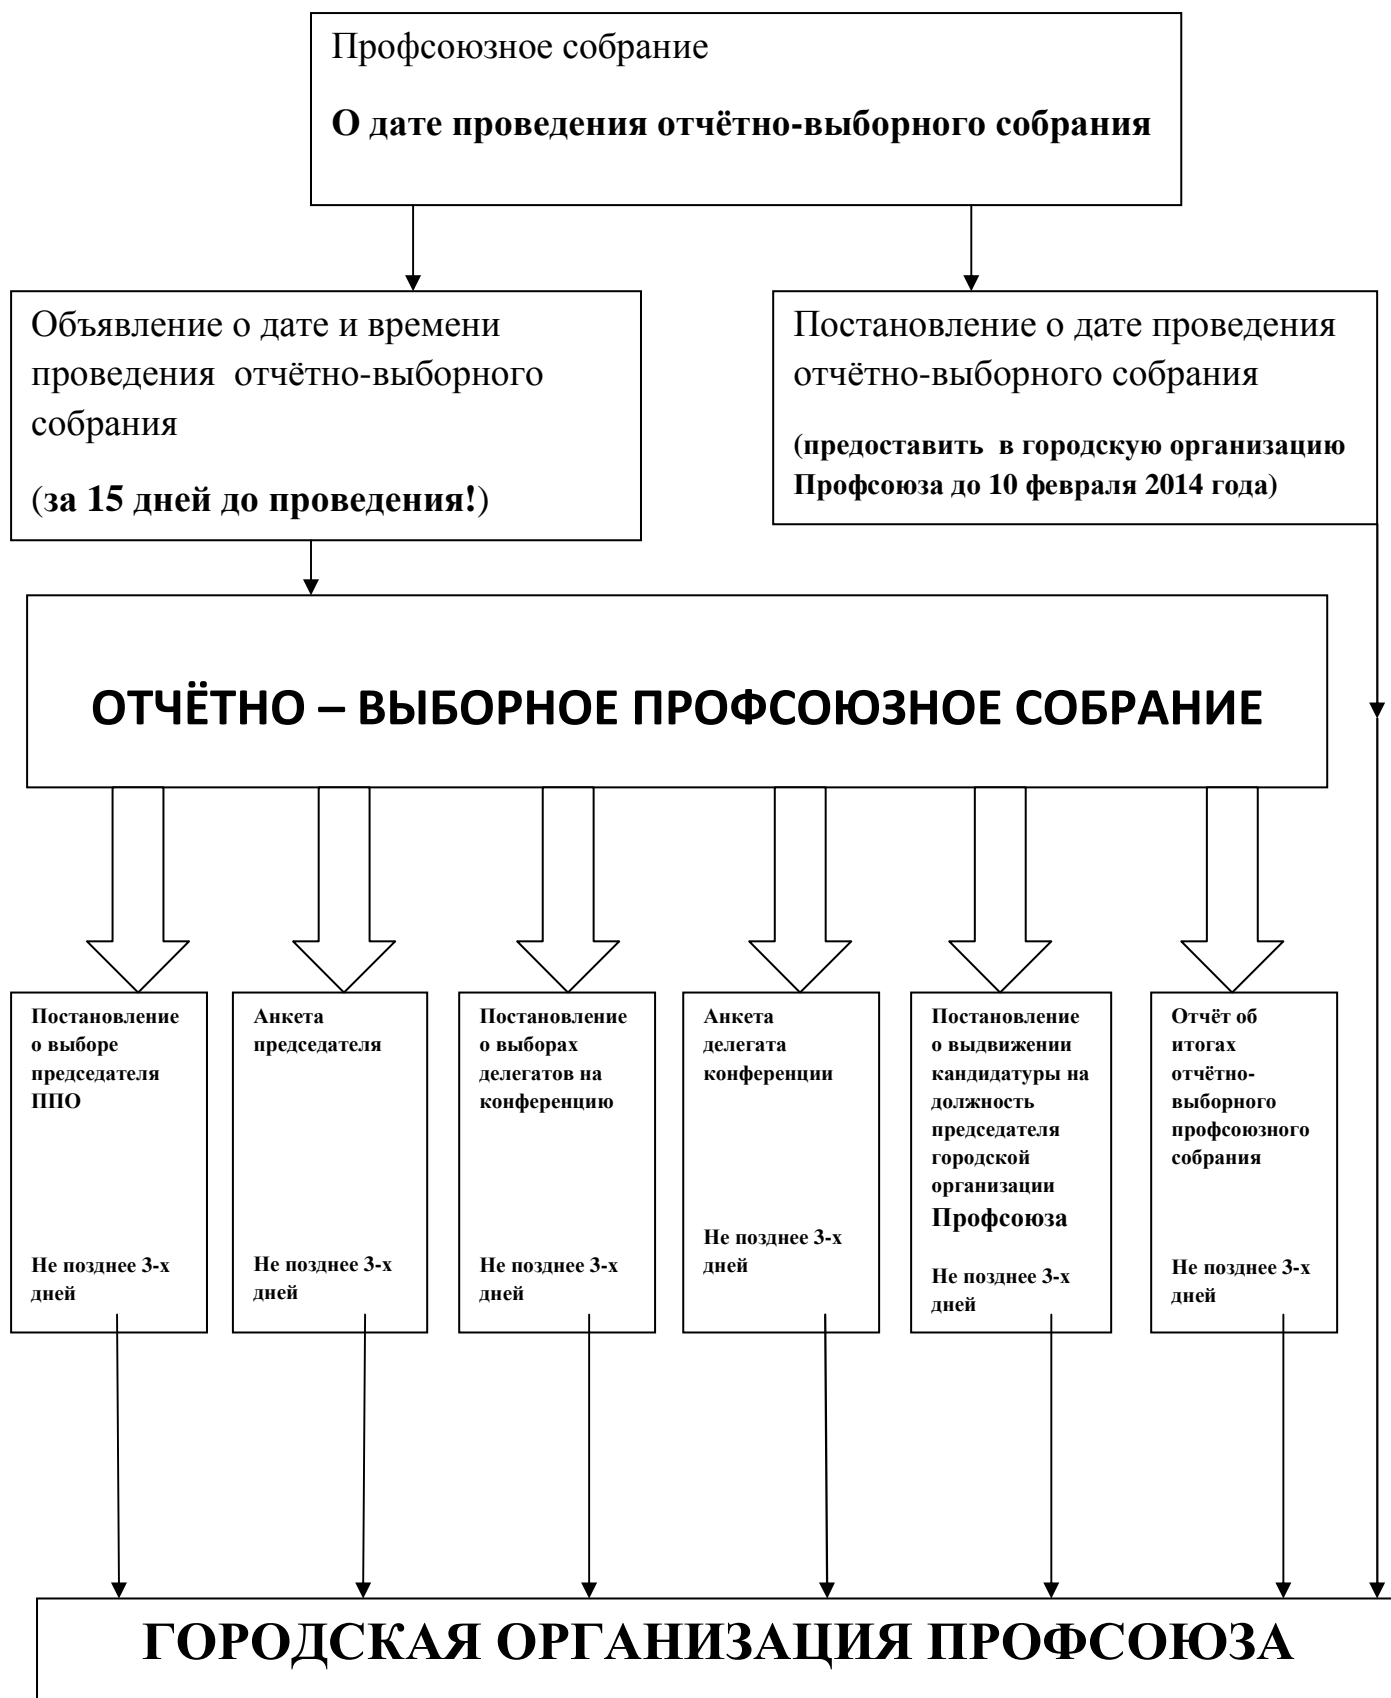 Профсоюзное собрание
О дате проведения отчётно-выборного собрания
Объявление о дате и времени
проведения отчётно-выборного
собрания
(за 15 дней до проведения!)
Постановление о дате проведения
отчётно-выборного собрания
(предоставить в городскую организацию
Профсоюза до 10 февраля 2014 года)
ОТЧЁТНО – ВЫБОРНОЕ ПРОФСОЮЗНОЕ СОБРАНИЕ
Постановление
о выборе
председателя
ППО
Не позднее 3-х
дней
Анкета
председателя
Не позднее 3-х
дней
Постановление
о выборах
делегатов на
конференцию
Не позднее 3-х
дней
Анкета
делегата
конференции
Не позднее 3-х
дней
Постановление
о выдвижении
кандидатуры на
должность
председателя
городской
организации
Профсоюза
Не позднее 3-х
дней
Отчёт об
итогах
отчётно-
выборного
профсоюзного
собрания
Не позднее 3-х
дней
ГОРОДСКАЯ ОРГАНИЗАЦИЯ ПРОФСОЮЗА